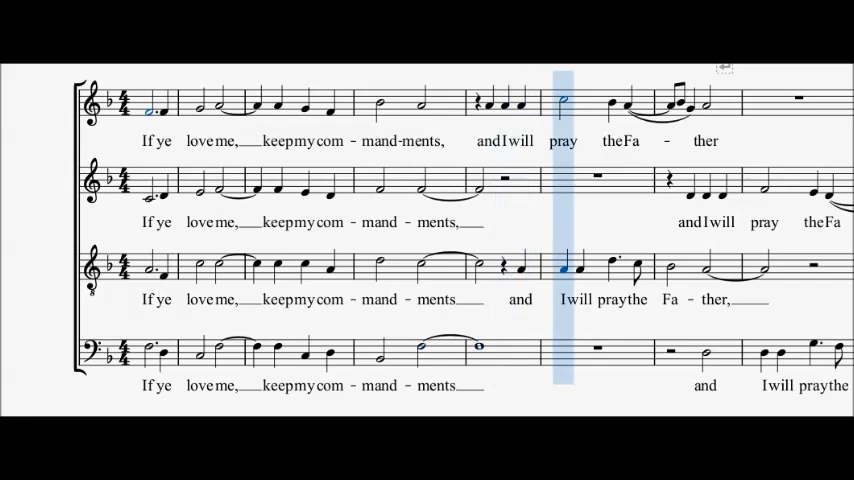 If ye love me, keep my com - mand-ments, and I will pray the Fa - ther
If ye love me, keep my com - mand - ments, and I will pray the Fa
If ye love me, keep my com - mand - ments and I will pray the Fa - ther,
If ye love me, keep my com - mand - ments and I will pray the